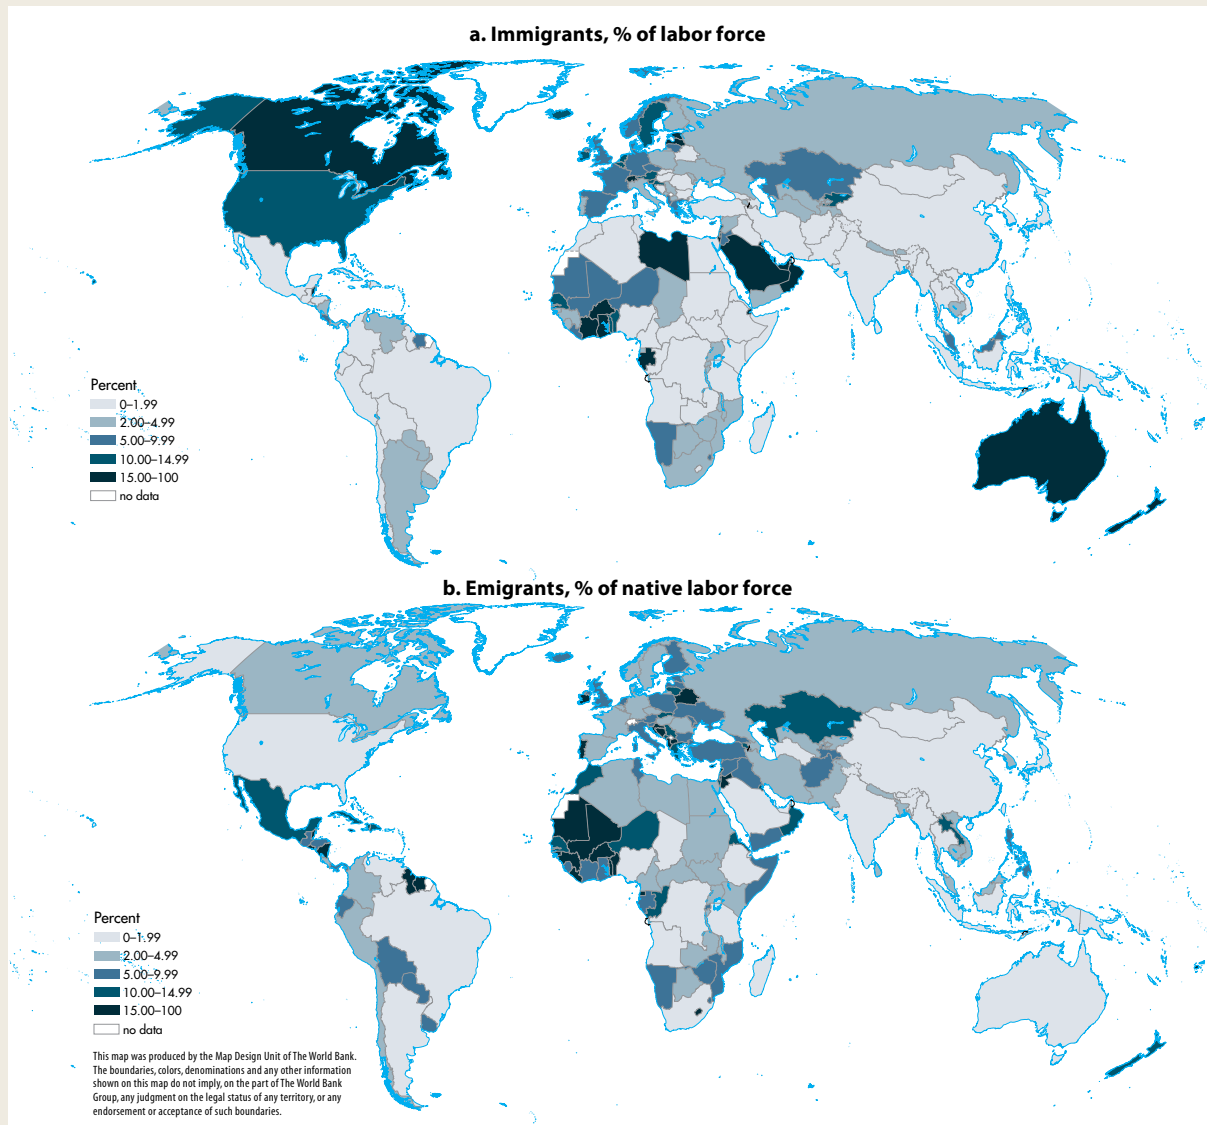 a. Immigrants, % of labor force
Percent
0–1.99
2.00–4.99
5.00–9.99
10.00–14.99
15.00–100
no data
b. Emigrants, % of native labor force
Percent
0–1.99
2.00–4.99
5.00–9.99
10.00–14.99
15.00–100
no data
This map was produced by the Map Design Unit of The World Bank.
The boundaries, colors, denominations and any other information
shown on this map do not imply, on the part of The World Bank
Group, any judgment on the legal status of any territory, or any
endorsement or acceptance of such boundaries.